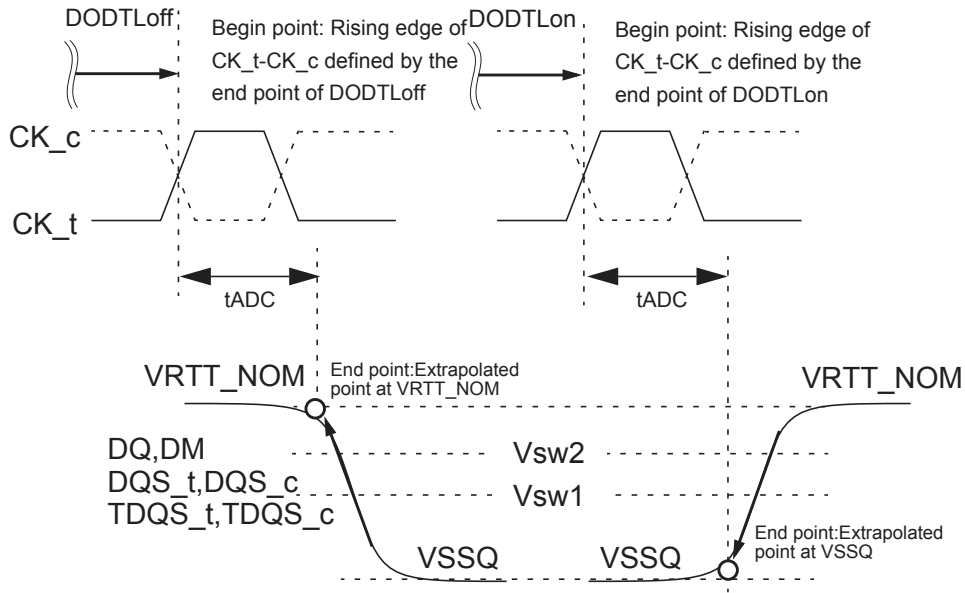 DODTLoff
Begin point: Rising edge of
CK_t-CK_c defined by the
end point of DODTLoff
DODTLon
Begin point: Rising edge of
CK_t-CK_c defined by the
end point of DODTLon
CK_c
CK_t
tADC
tADC
VRTT_NOM
End point:Extrapolated
point at VRTT_NOM
VRTT_NOM
DQ,DM
DQS_t,DQS_c
TDQS_t,TDQS_c
Vsw2
Vsw1
VSSQ
VSSQ
End point:Extrapolated
point at VSSQ